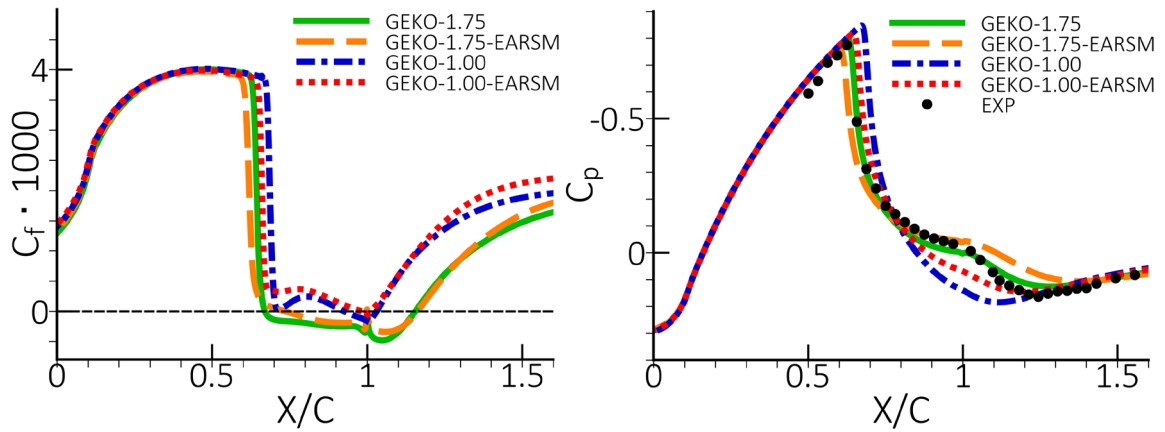 GEKO-1.75
GEKO-1.75-EARSM
GEKO-1.00
GEKO-1.00-EARSM
4
0
Cf · 1000
0
0.5
1
1.5
X/C
GEKO-1.75
GEKO-1.75-EARSM
GEKO-1.00
GEKO-1.00-EARSM
EXP
-0.5
0
Cp
0
0.5
1
1.5
X/C